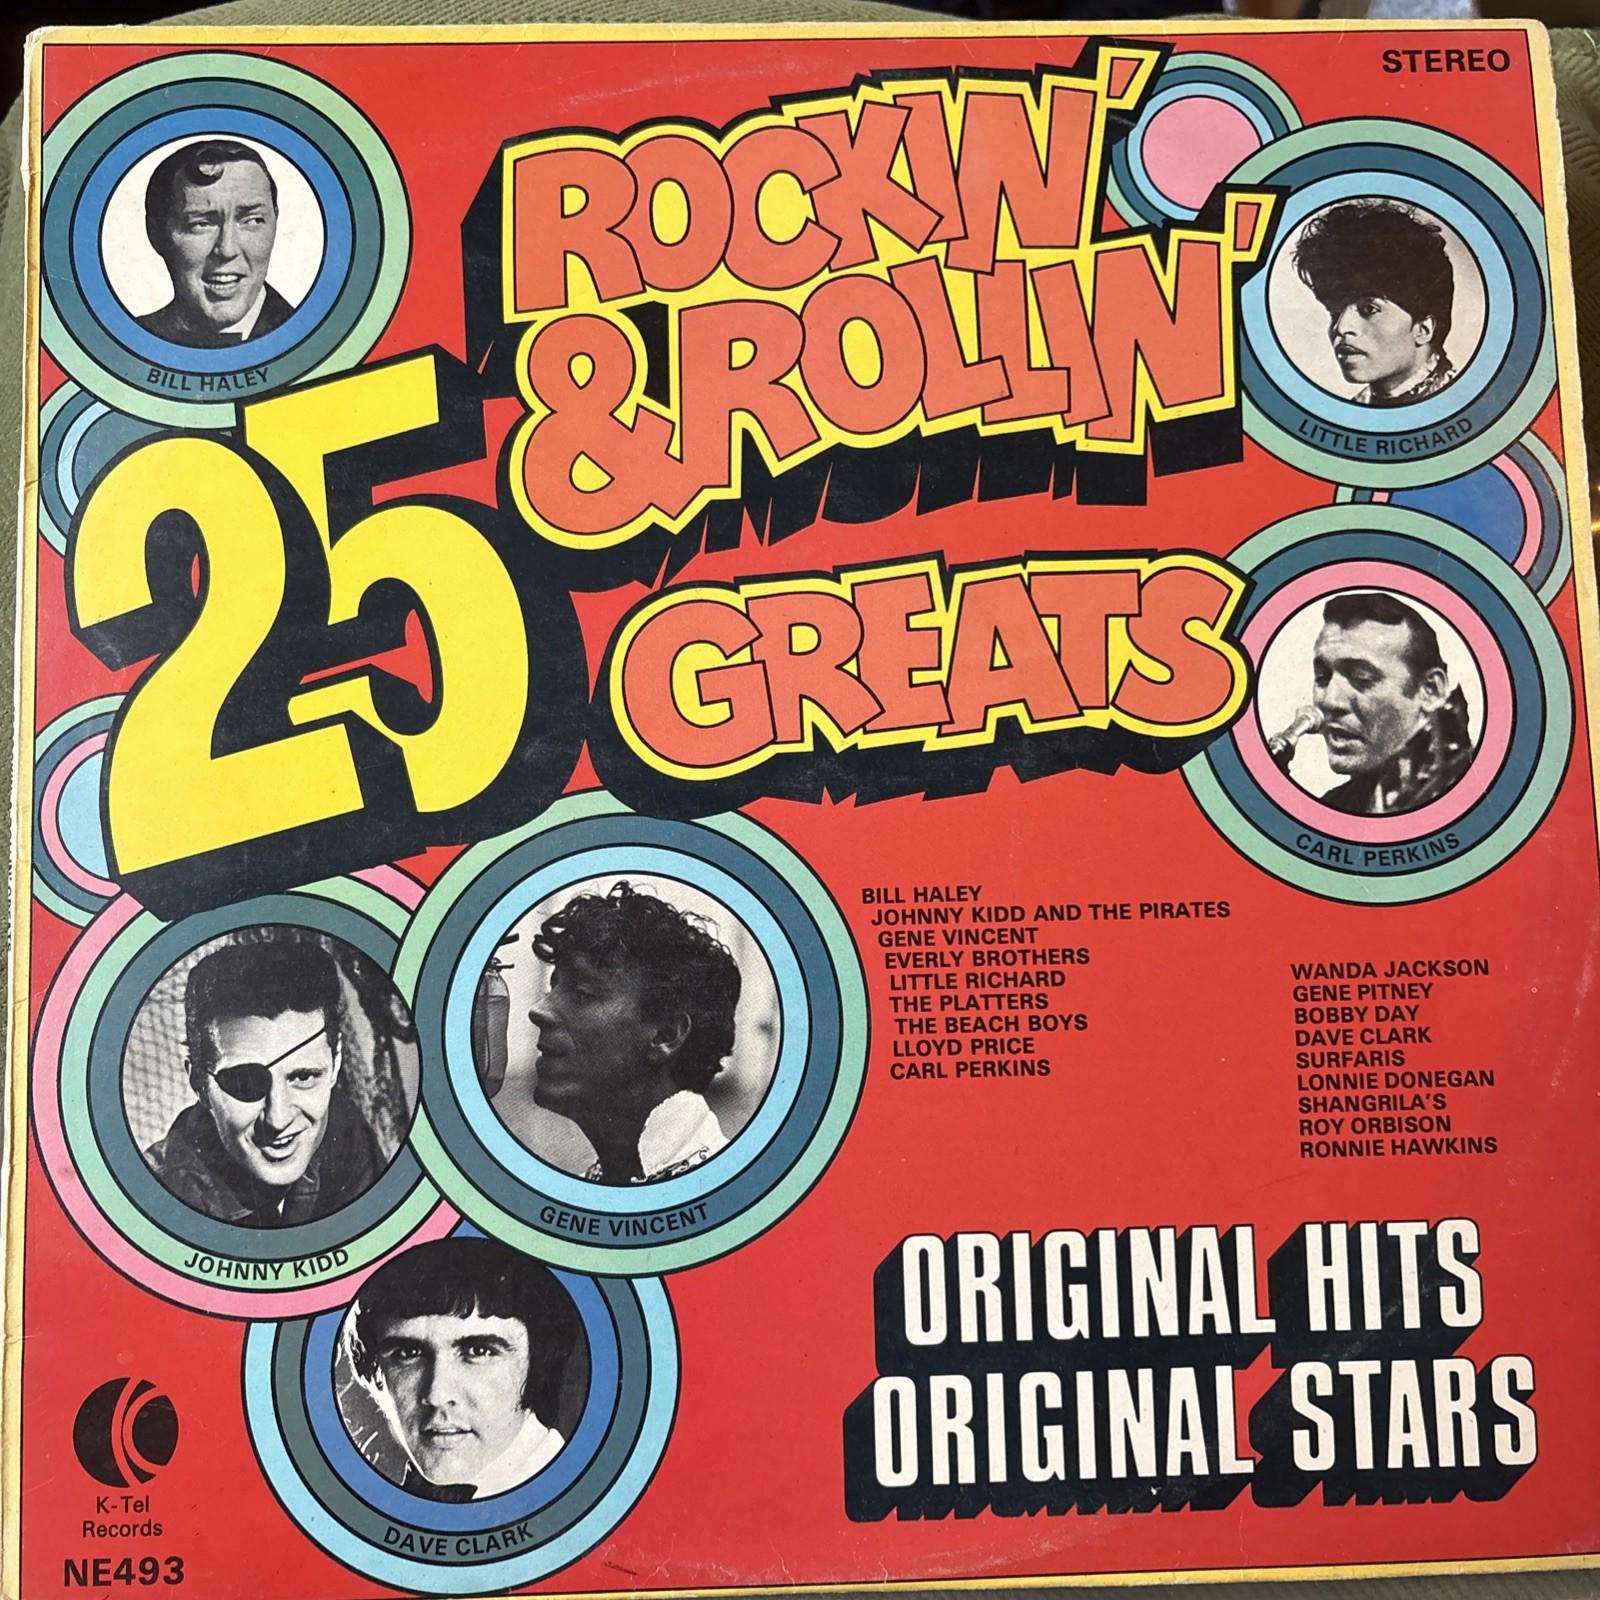 STEREO
ROCKIN'
& ROLLIN'
25
GREATS
BILL HALEY
LITTLE RICHARD
CARL PERKINS
BILL HALEY
JOHNNY KIDD AND THE PIRATES
GENE VINCENT
EVERLY BROTHERS
LITTLE RICHARD
THE PLATTERS
THE BEACH BOYS
LLOYD PRICE
CARL PERKINS
WANDA JACKSON
GENE PITNEY
BOBBY DAY
DAVE CLARK
SURFARIS
LONNIE DONEGAN
SHANGRILA'S
ROY ORBISON
RONNIE HAWKINS
GENE VINCENT
JOHNNY KIDD
DAVE CLARK
ORIGINAL HITS
ORIGINAL STARS
K-Tel
Records
NE493